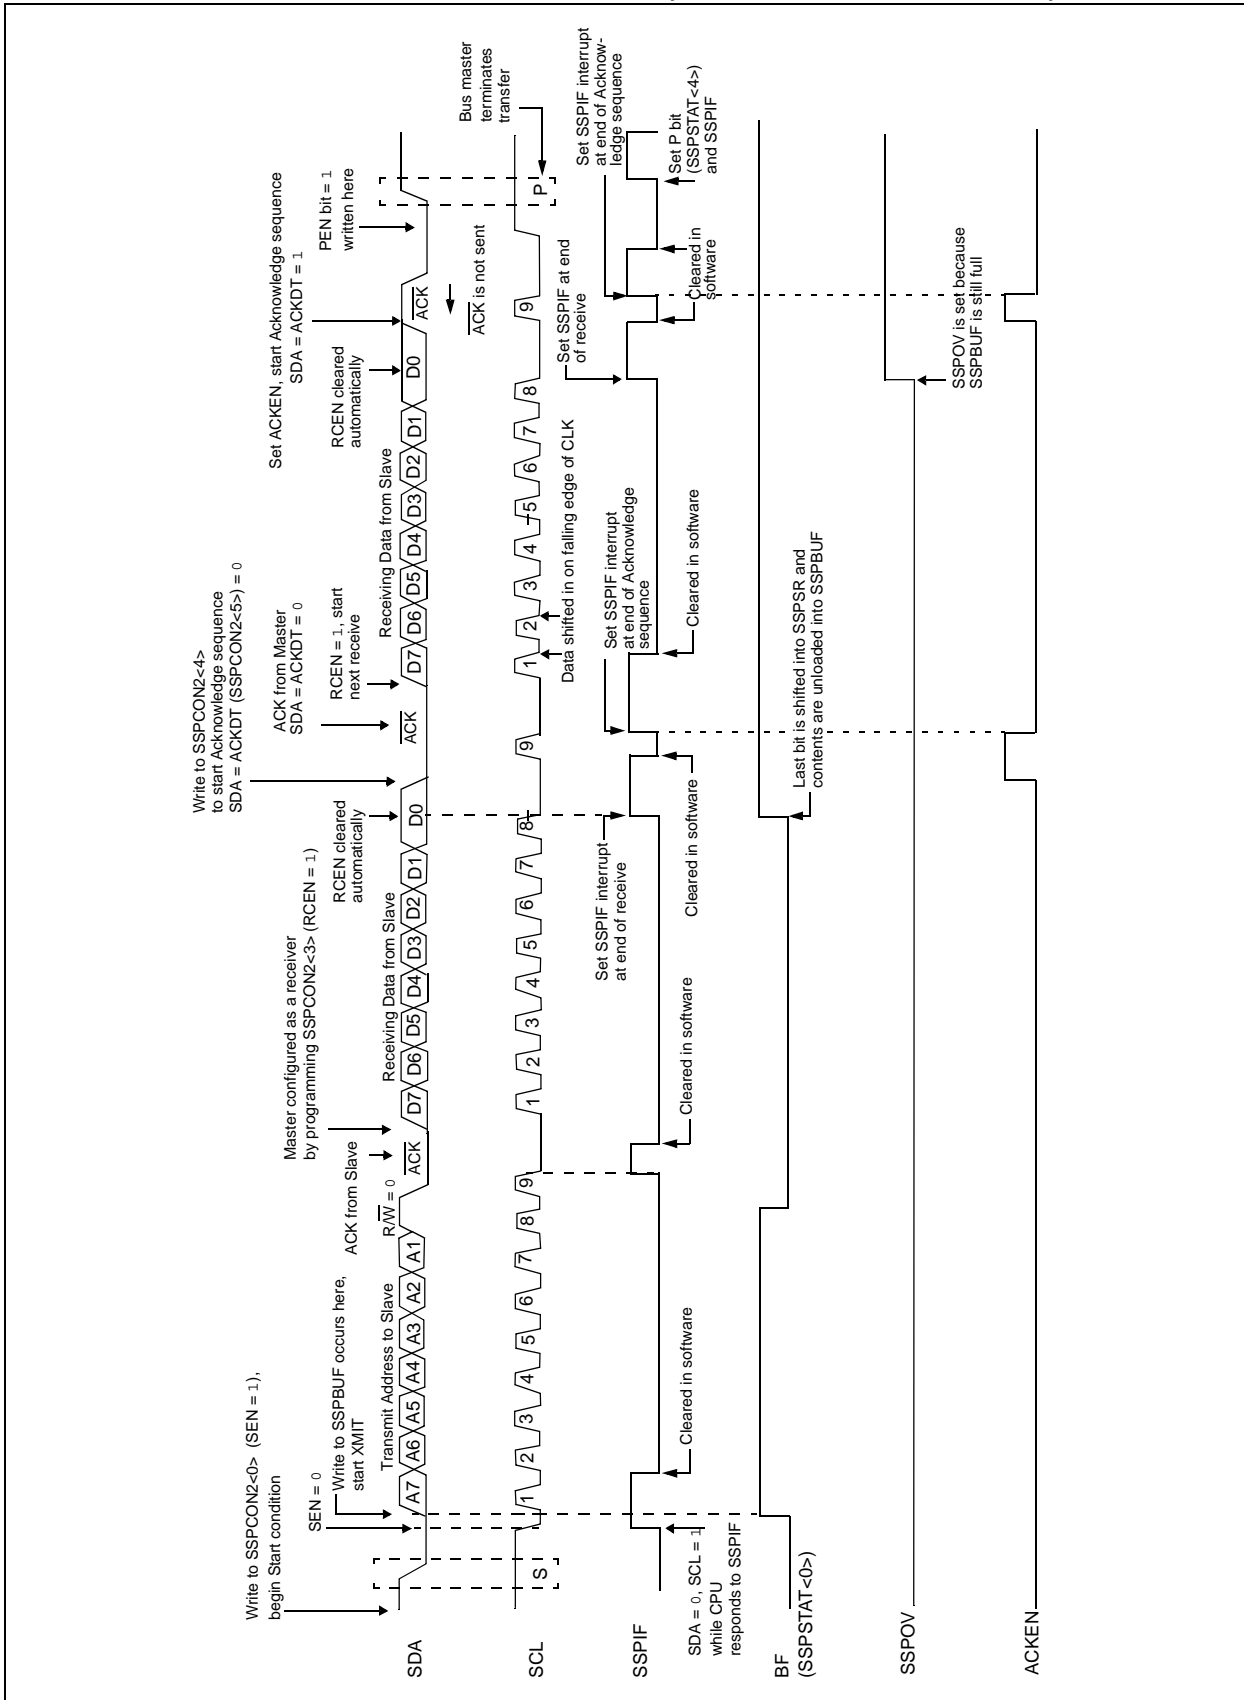 Write to SSPCON2<0> (SEN = 1),
begin Start condition
SEN = 0
Write to SSPBUF occurs here,
start XMIT
Transmit Address to Slave
ACK from Slave
Master configured as a receiver
by programming SSPCON2<3> (RCEN = 1)
Receiving Data from Slave
RCEN cleared
automatically
Write to SSPCON2<4>
to start Acknowledge sequence
SDA = ACKDT (SSPCON2<5>) = 0
ACK from Master
SDA = ACKDT = 0
RCEN = 1, start
next receive
Receiving Data from Slave
RCEN cleared
automatically
Set ACKEN, start Acknowledge sequence
SDA = ACKDT = 1
PEN bit = 1
written here
SDA
A7 A6 A5 A4 A3 A2 A1 R/W = 0 ACK D7 D6 D5 D4 D3 D2 D1 D0 ACK D7 D6 D5 D4 D3 D2 D1 D0 ACK
ACK is not sent
Bus master
terminates
transfer
SCL
S 1 2 3 4 5 6 7 8 9 1 2 3 4 5 6 7 8 9 1 2 3 4 5 6 7 8 9 P
Data shifted in on falling edge of CLK
Set SSPIF interrupt
at end of receive
Set SSPIF interrupt
at end of Acknowledge
sequence
Set SSPIF at end
of receive
Set SSPIF interrupt
at end of Acknow-
ledge sequence
SSPIF
SDA = 0, SCL = 1
while CPU
responds to SSPIF
Cleared in software
Cleared in software
Cleared in software
Cleared in software
Cleared in
software
Set P bit
(SSPSTAT<4>)
and SSPIF
BF
(SSPSTAT<0>)
Last bit is shifted into SSPSR and
contents are unloaded into SSPBUF
SSPOV
SSPOV is set because
SSPBUF is still full
ACKEN